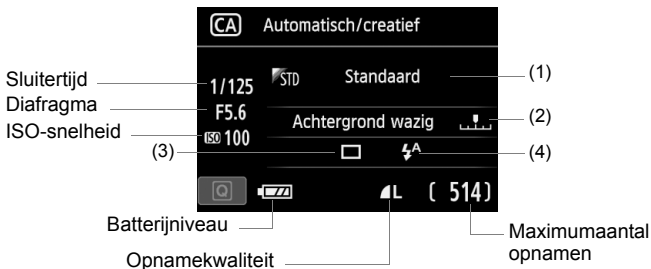 CA Automatisch/creatief
Sluitertijd 1/125 STD Standaard (1)
Diafragma F5.6
ISO-snelheid ISO 100 Achtergrond wazig (2)
(3) A (4)
Q L ( 514)
Batterijniveau
Opnamekwaliteit
Maximumaantal
opnamen